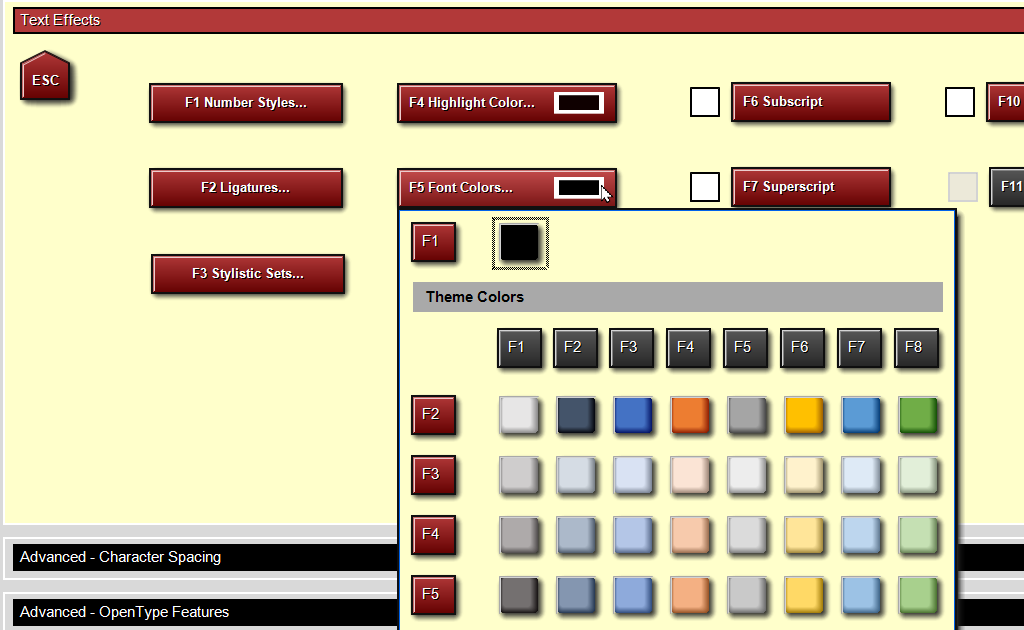 Text Effects
ESC
F1 Number Styles...
F4 Highlight Color...
F6 Subscript
F10
F2 Ligatures...
F5 Font Colors...
F7 Superscript
F11
F3 Stylistic Sets...
F1
Theme Colors
F1 F2 F3 F4 F5 F6 F7 F8
F2
F3
F4
F5
Advanced - Character Spacing
Advanced - OpenType Features